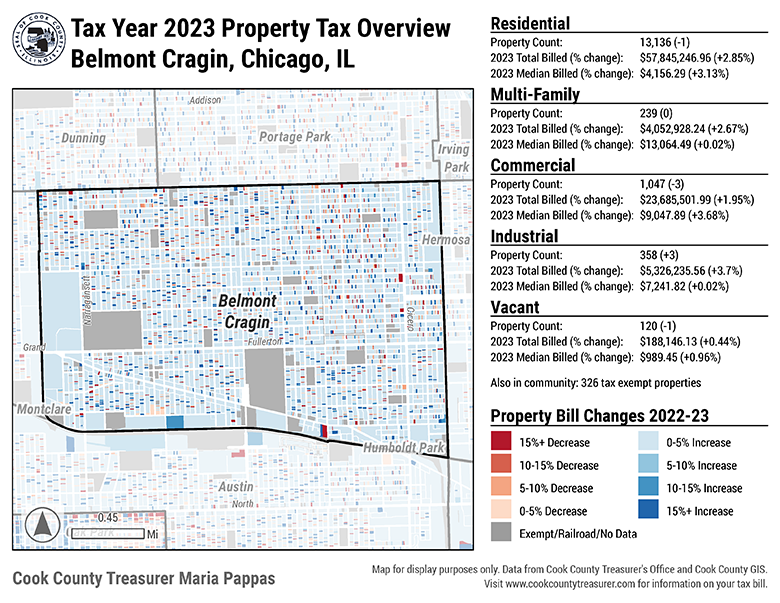 Tax Year 2023 Property Tax Overview
Belmont Cragin, Chicago, IL
Addison
Dunning
Portage Park
Irving
Park
Hermosa
Narragansett
Belmont
Cragin
Cicero
Fullerton
Grand
Montclare
Humboldt Park
Austin
North
0.45
Oak Park
Mi
Cook County Treasurer Maria Pappas
Residential
Property Count: 13,136 (-1)
2023 Total Billed (% change): $57,845,246.96 (+2.85%)
2023 Median Billed (% change): $4,156.29 (+3.13%)
Multi-Family
Property Count: 239 (0)
2023 Total Billed (% change): $4,052,928.24 (+2.67%)
2023 Median Billed (% change): $13,064.49 (+0.02%)
Commercial
Property Count: 1,047 (-3)
2023 Total Billed (% change): $23,685,501.99 (+1.95%)
2023 Median Billed (% change): $9,047.89 (+3.68%)
Industrial
Property Count: 358 (+3)
2023 Total Billed (% change): $5,326,235.56 (+3.7%)
2023 Median Billed (% change): $7,241.82 (+0.02%)
Vacant
Property Count: 120 (-1)
2023 Total Billed (% change): $188,146.13 (+0.44%)
2023 Median Billed (% change): $989.45 (+0.96%)
Also in community: 326 tax exempt properties
Property Bill Changes 2022-23
15%+ Decrease
0-5% Increase
10-15% Decrease
5-10% Increase
5-10% Decrease
10-15% Increase
0-5% Decrease
15%+ Increase
Exempt/Railroad/No Data
Map for display purposes only. Data from Cook County Treasurer's Office and Cook County GIS.
Visit www.cookcountytreasurer.com for information on your tax bill.